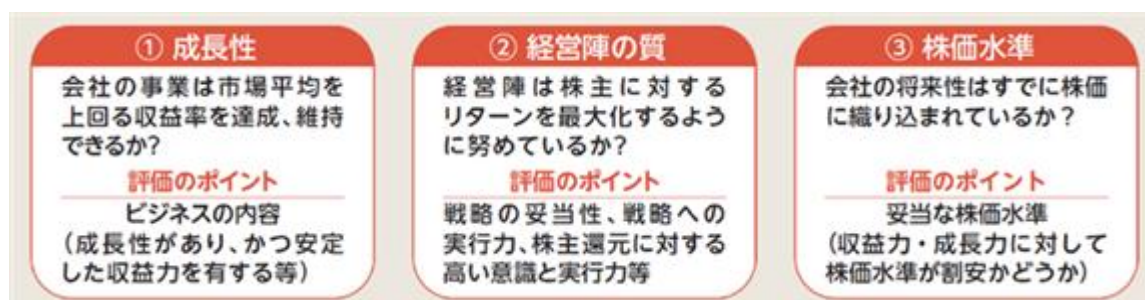 ① 成長性
会社の事業は市場平均を
上回る収益率を達成、維持
できるか?
評価のポイント
ビジネスの内容
(成長性があり、かつ安定
した収益力を有する等)
② 経営陣の質
経営陣は株主に対する
リターンを最大化するよう
に努めているか?
評価のポイント
戦略の妥当性、戦略への
実行力、株主還元に対する
高い意識と実行力等
③ 株価水準
会社の将来性はすでに株価
に織り込まれているか?
評価のポイント
妥当な株価水準
(収益力・成長力に対して
株価水準が割安かどうか)